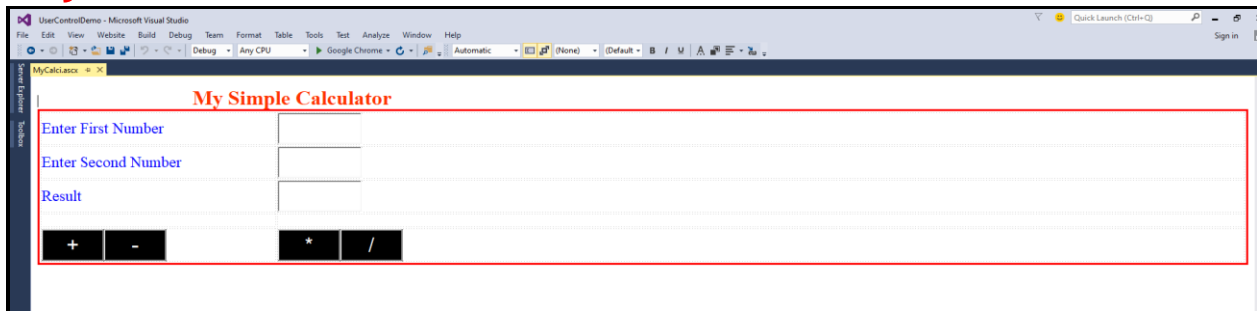 UserControlDemo - Microsoft Visual Studio
Quick Launch (Ctrl+Q)
File Edit View Website Build Debug Team Format Table Tools Test Analyze Window Help
Sign in
Debug Any CPU Google Chrome Automatic (None) (Default B I U A
MyCalci.ascx
Server Explorer
Toolbox
My Simple Calculator
Enter First Number
Enter Second Number
Result
+ - * /